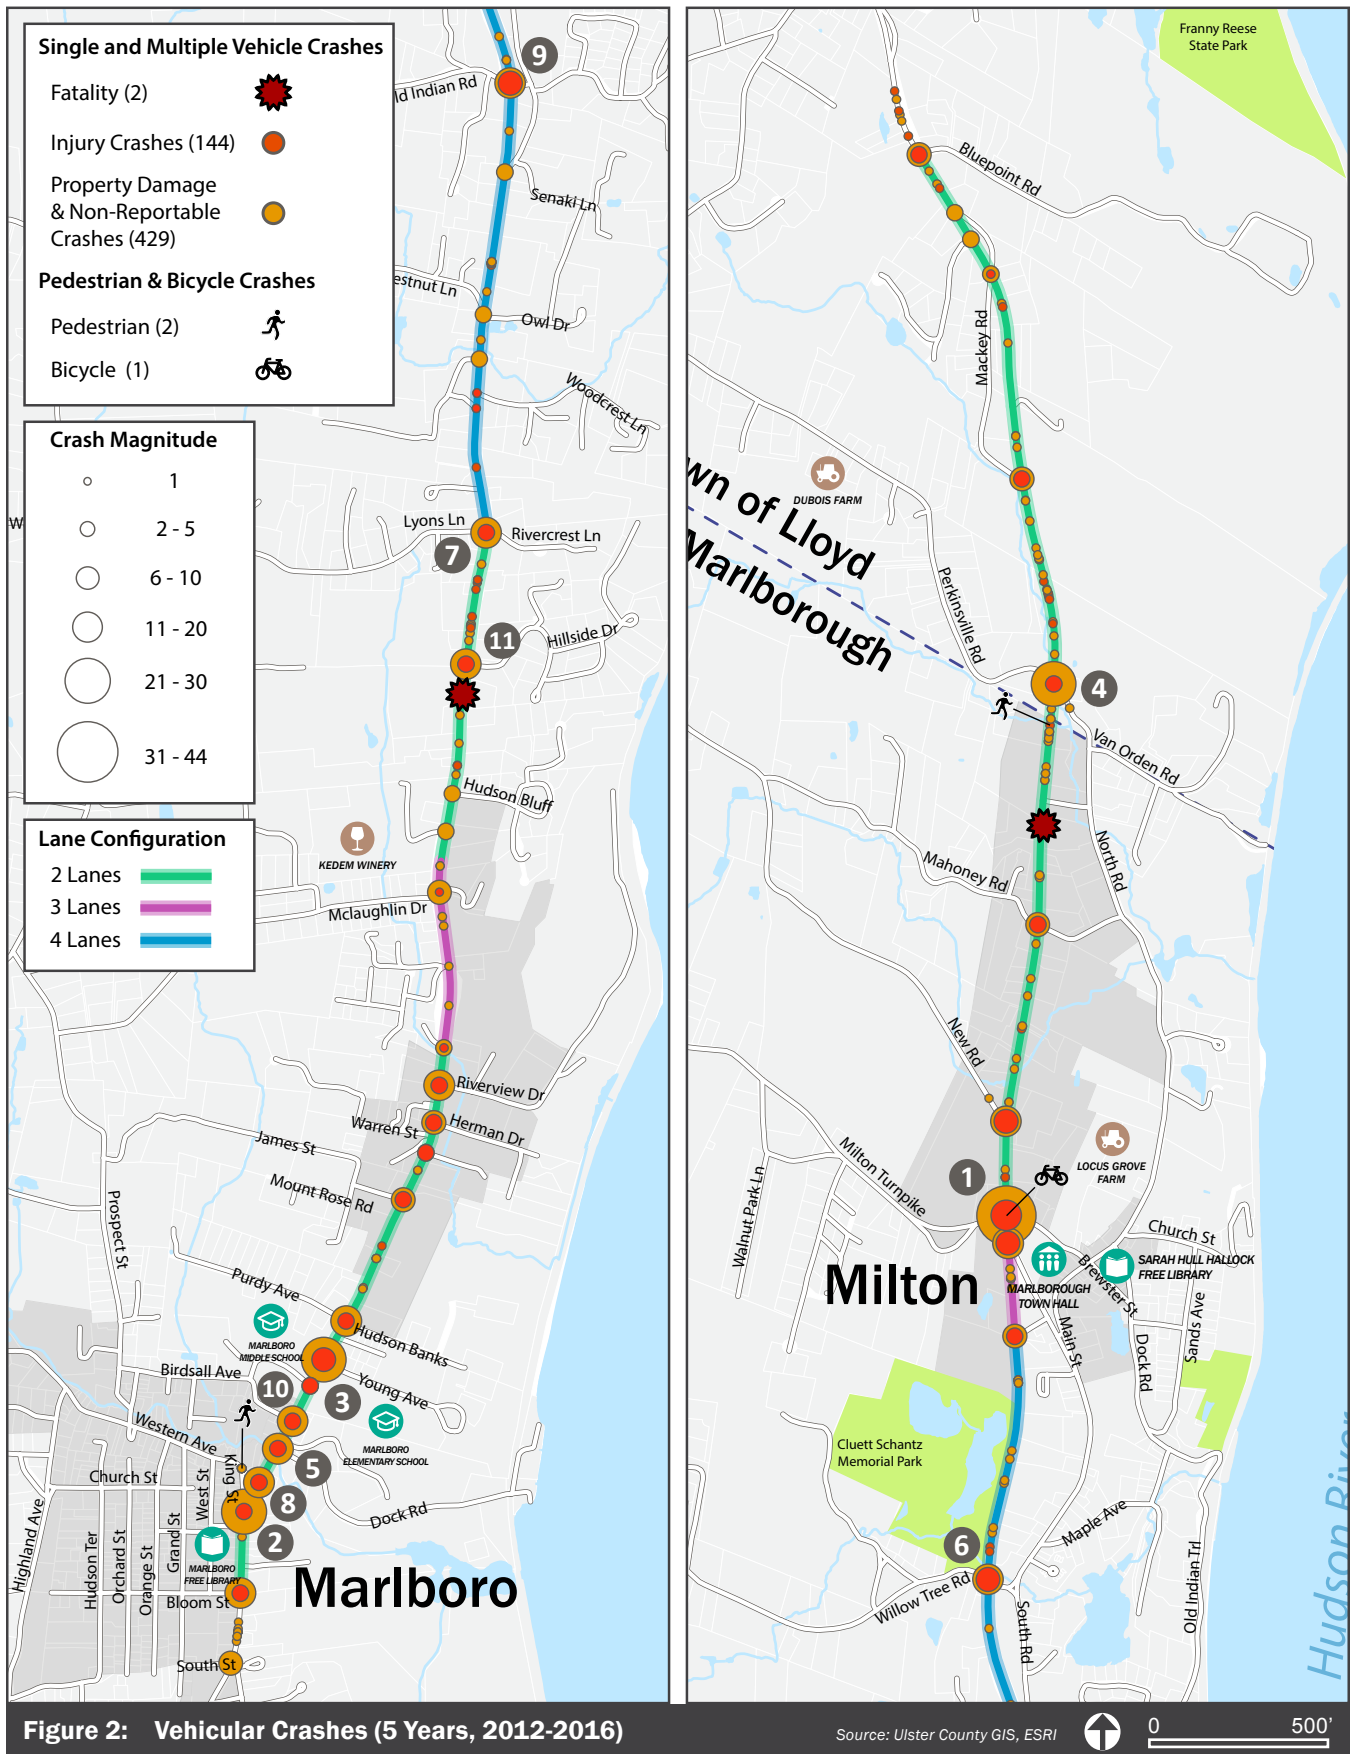 Single and Multiple Vehicle Crashes
Fatality (2)
Injury Crashes (144)
Property Damage
& Non-Reportable
Crashes (429)
Pedestrian & Bicycle Crashes
Pedestrian (2)
Bicycle (1)
Crash Magnitude
1
2 - 5
6 - 10
11 - 20
21 - 30
31 - 44
Lane Configuration
2 Lanes
3 Lanes
4 Lanes
9
ld Indian Rd
Senaki Ln
estnut Ln
Owl Dr
Woodcrest Ln
W
Lyons Ln
Rivercrest Ln
7
11
Hillside Dr
Hudson Bluff
KEDEM WINERY
Mclaughlin Dr
Riverview Dr
Warren St
Herman Dr
James St
Mount Rose Rd
Prospect St
Purdy Ave
Hudson Banks
MARLBORO
MIDDLE SCHOOL
Birdsall Ave
10
3
Young Ave
Western Ave
MARLBORO
ELEMENTARY SCHOOL
King St
5
Church St
West St
8
Dock Rd
Highland Ave
Hudson Ter
Orchard St
Orange St
Grand St
2
MARLBORO
FREE LIBRARY
Bloom St
Marlboro
South St
Franny Reese
State Park
Bluepoint Rd
Mackey Rd
DUBOIS FARM
wn of Lloyd
Marlborough
Perkinsville Rd
4
Van Orden Rd
Mahoney Rd
North Rd
New Rd
Milton Turnpike
LOCUS GROVE
FARM
1
Walnut Park Ln
Church St
SARAH HULL HALLOCK
FREE LIBRARY
Milton
MARLBOROUGH
TOWN HALL
Brewster St
Main St
Dock Rd
Sands Ave
Cluett Schantz
Memorial Park
Maple Ave
6
Willow Tree Rd
South Rd
Old Indian Trl
Hudson River
Figure 2: Vehicular Crashes (5 Years, 2012-2016)
Source: Ulster County GIS, ESRI
0 500'